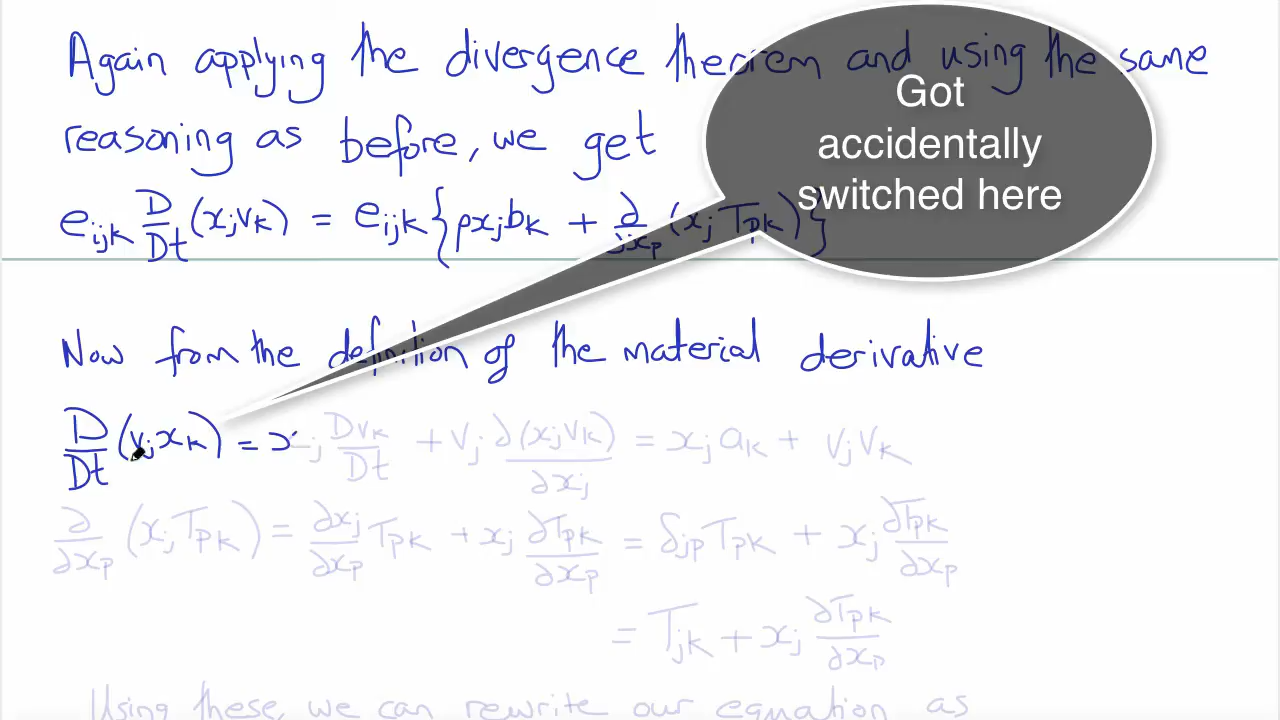 Again applying the divergence theorem and using the same
Got accidentally switched here
reasoning as before, we get
e_ijk D/Dt (x_j v_k) = e_ijk { ρx_j b_k + ∂/∂x_p (x_j T_pk) }
Now from the definition of the material derivative
D/Dt (v_j x_k) = x_j Dv_k/Dt + v_j ∂(x_j v_k)/∂x_j = x_j a_k + v_j v_k
∂/∂x_p (x_j T_pk) = ∂x_j/∂x_p T_pk + x_j ∂T_pk/∂x_p = δ_jp T_pk + x_j ∂T_pk/∂x_p
= T_jk + x_j ∂T_pk/∂x_p
Using these, we can rewrite our equation as